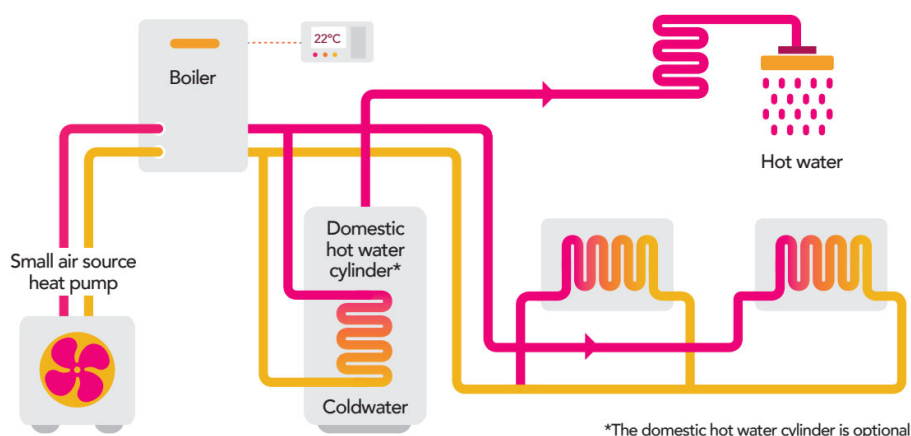 22°C
Boiler
Hot water
Domestic
hot water
cylinder*
Small air source
heat pump
Coldwater
*The domestic hot water cylinder is optional